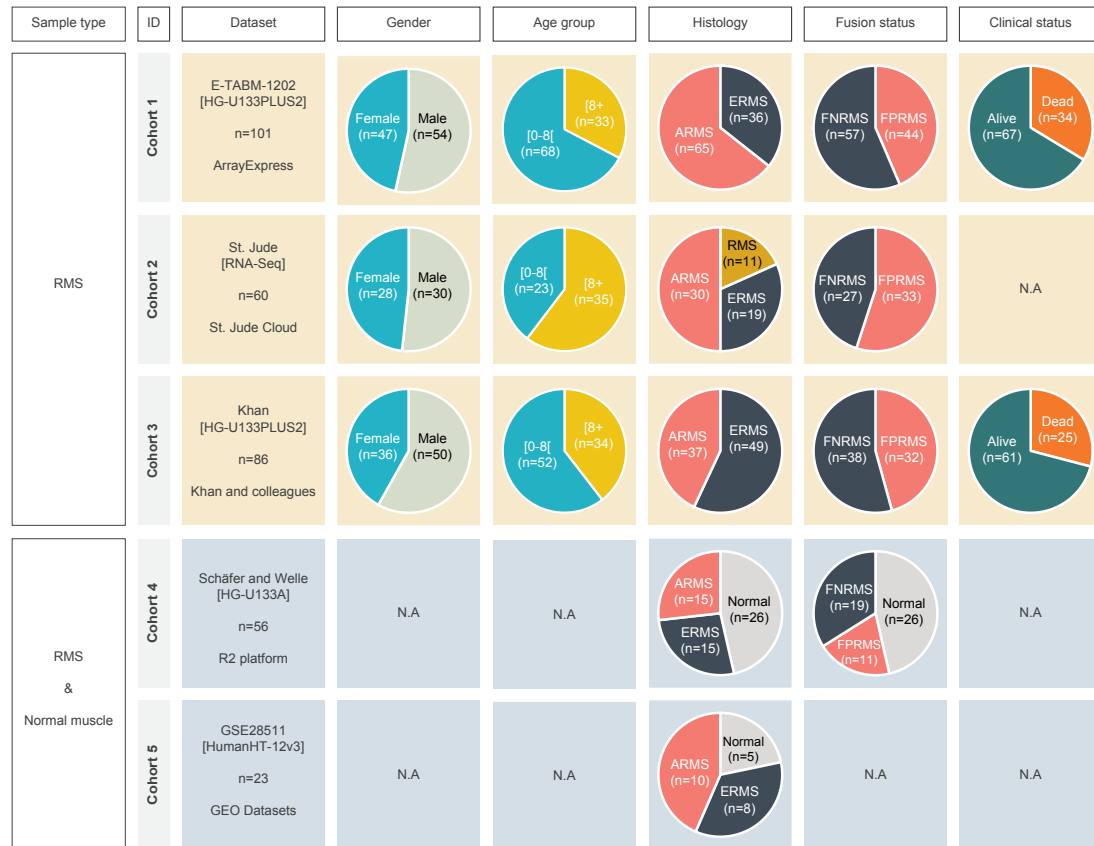 Sample type
ID
Dataset
Gender
Age group
Histology
Fusion status
Clinical status
RMS
Cohort 1
E-TABM-1202
[HG-U133PLUS2]
n=101
ArrayExpress
Female
(n=47)
Male
(n=54)
[0-8[
(n=68)
[8+
(n=33)
ARMS
(n=65)
ERMS
(n=36)
FNRMS
(n=57)
FPRMS
(n=44)
Alive
(n=67)
Dead
(n=34)
Cohort 2
St. Jude
[RNA-Seq]
n=60
St. Jude Cloud
Female
(n=28)
Male
(n=30)
[0-8[
(n=23)
[8+
(n=35)
ARMS
(n=30)
RMS
(n=11)
ERMS
(n=19)
FNRMS
(n=27)
FPRMS
(n=33)
N.A
Cohort 3
Khan
[HG-U133PLUS2]
n=86
Khan and colleagues
Female
(n=36)
Male
(n=50)
[0-8[
(n=52)
[8+
(n=34)
ARMS
(n=37)
ERMS
(n=49)
FNRMS
(n=38)
FPRMS
(n=32)
Alive
(n=61)
Dead
(n=25)
RMS
&
Normal muscle
Cohort 4
Schäfer and Welle
[HG-U133A]
n=56
R2 platform
N.A
N.A
ARMS
(n=15)
Normal
(n=26)
ERMS
(n=15)
FNRMS
(n=19)
Normal
(n=26)
FPRMS
(n=11)
N.A
Cohort 5
GSE28511
[HumanHT-12v3]
n=23
GEO Datasets
N.A
N.A
Normal
(n=5)
ARMS
(n=10)
ERMS
(n=8)
N.A
N.A